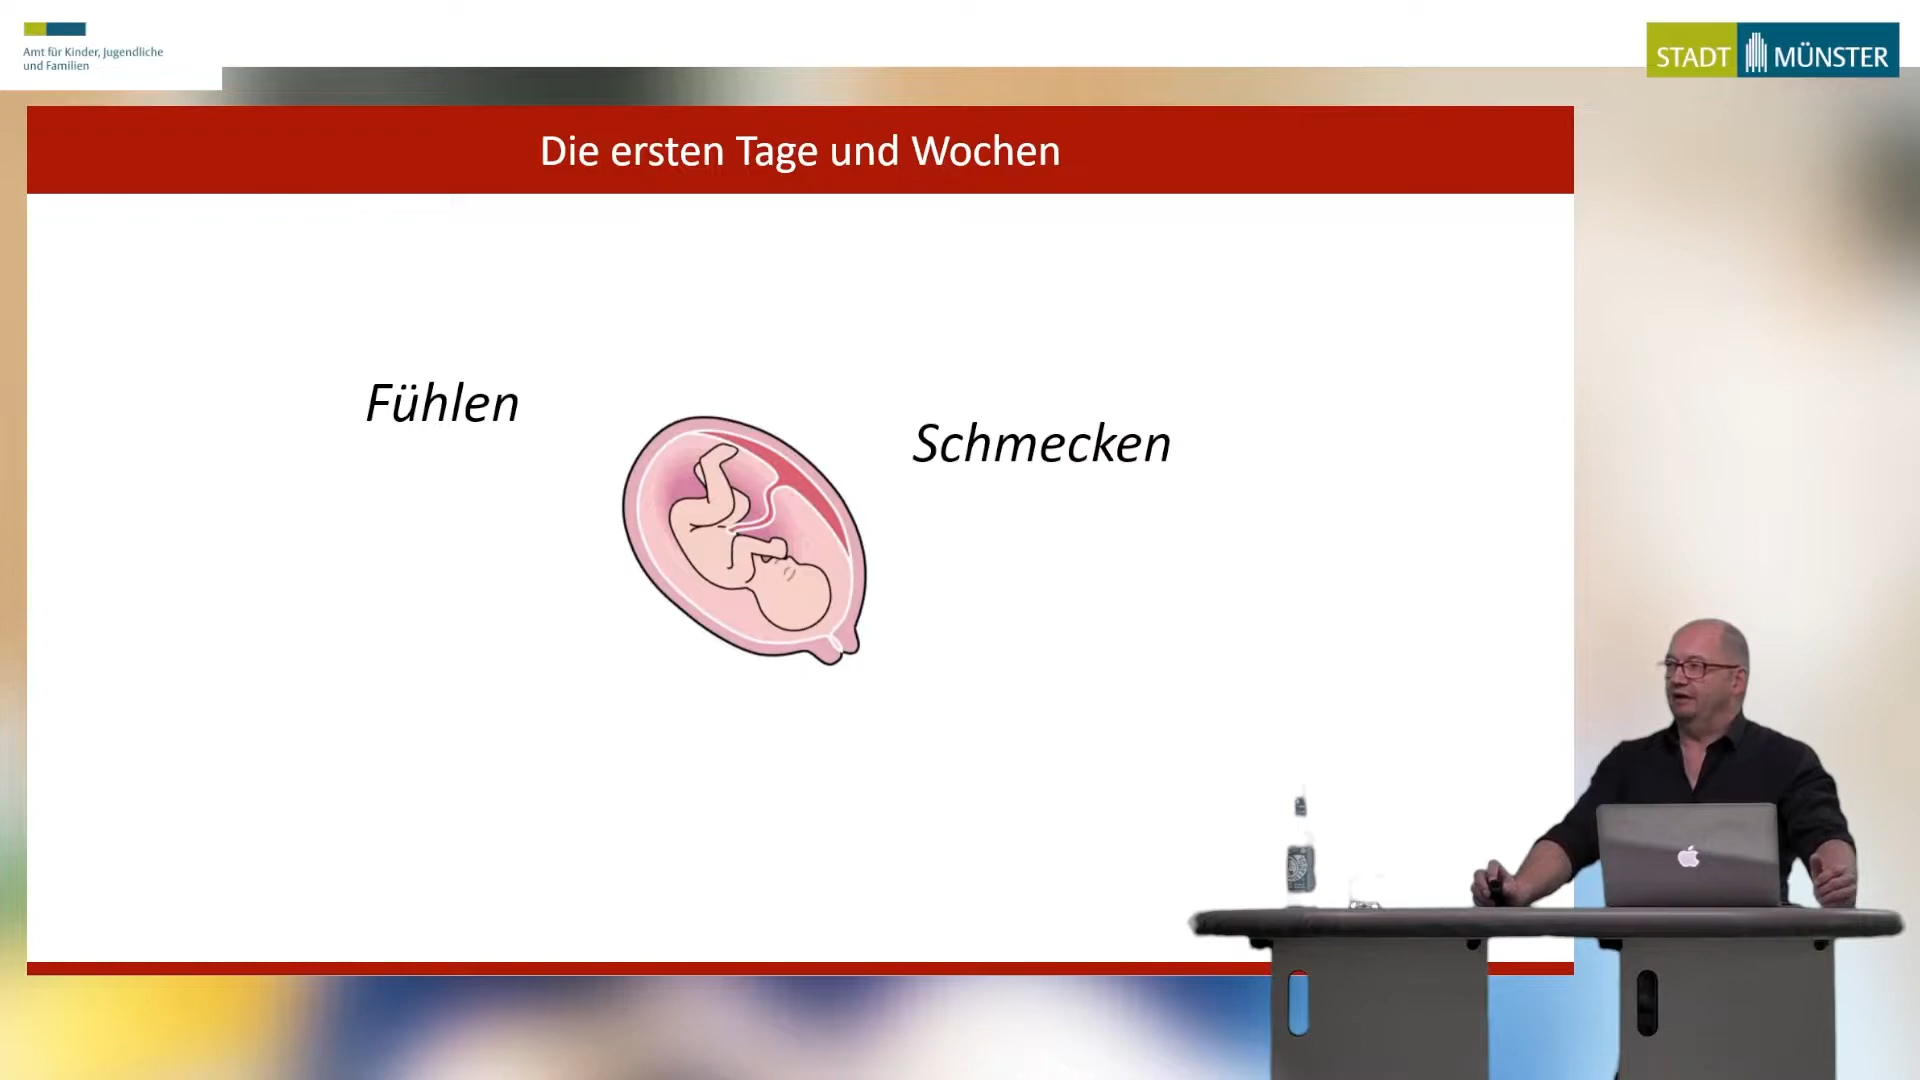 Amt für Kinder, Jugendliche
und Familien
STADT MÜNSTER
Die ersten Tage und Wochen
Fühlen
Schmecken